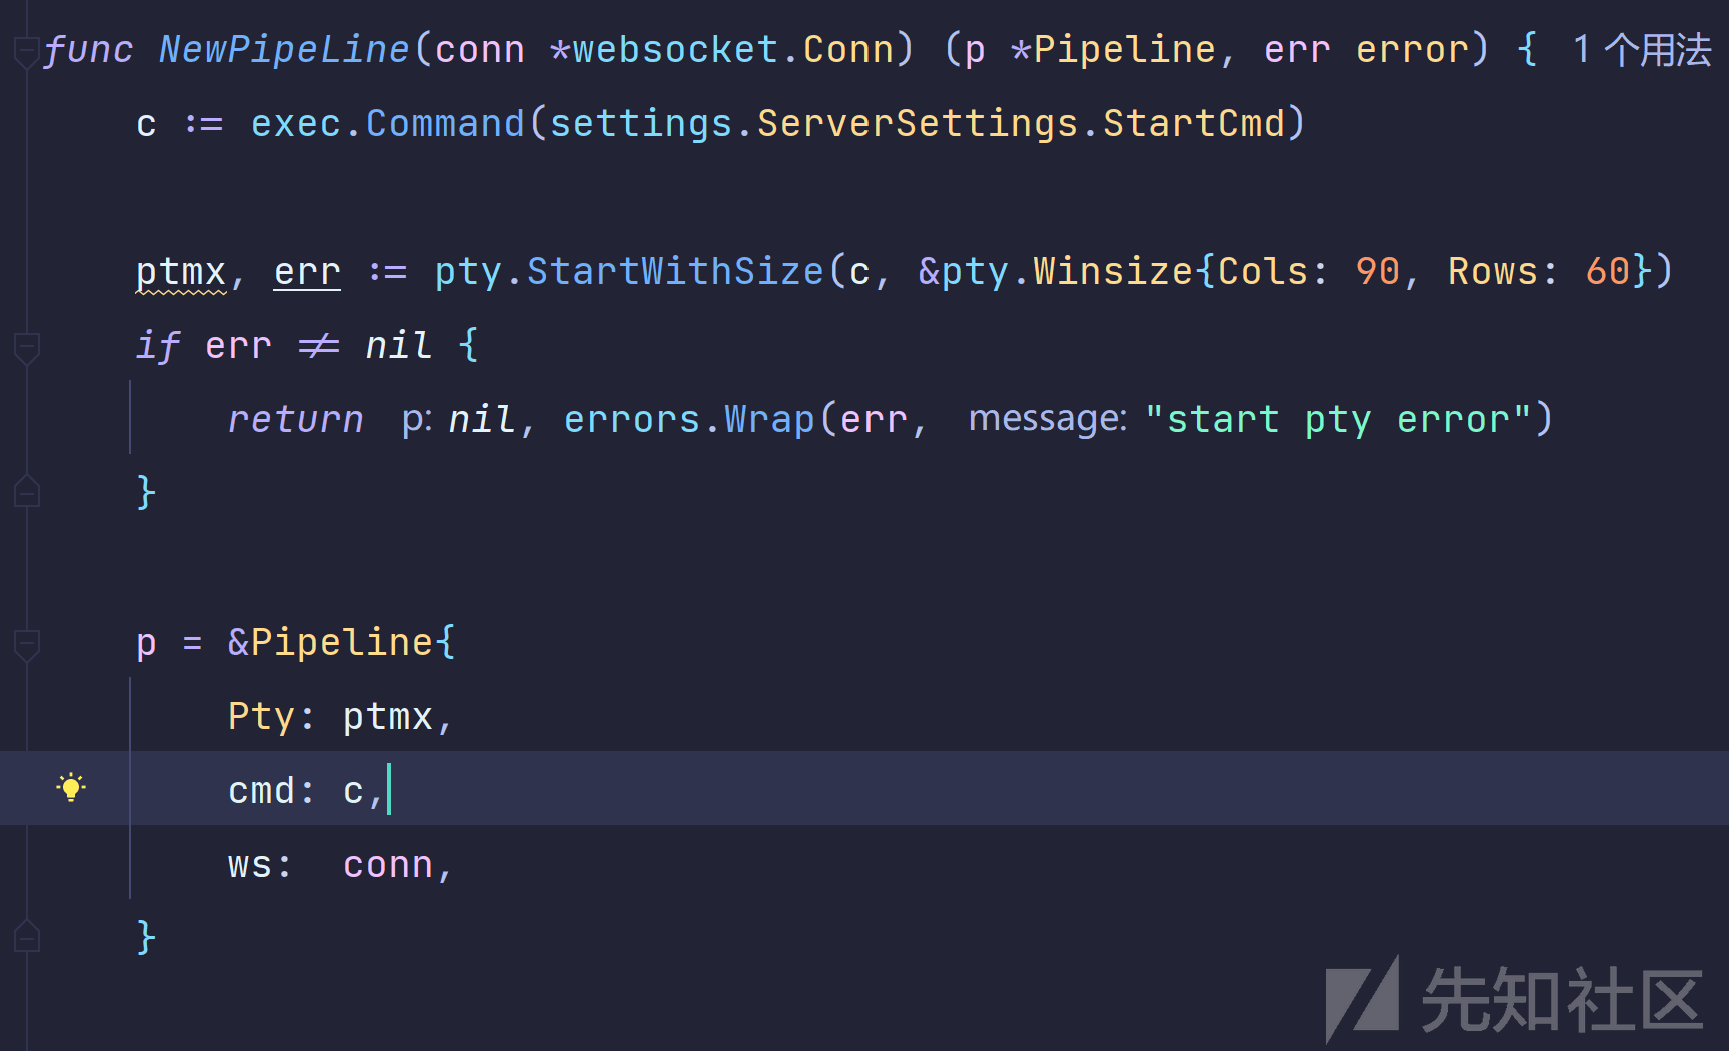 func NewPipeLine(conn *websocket.Conn) (p *Pipeline, err error) { 1 个用法
c := exec.Command(settings.ServerSettings.StartCmd)
ptmx, err := pty.StartWithSize(c, &pty.Winsize{Cols: 90, Rows: 60})
if err != nil {
return p: nil, errors.Wrap(err, message: "start pty error")
}
p = &Pipeline{
Pty: ptmx,
cmd: c,
ws: conn,
}
先知社区